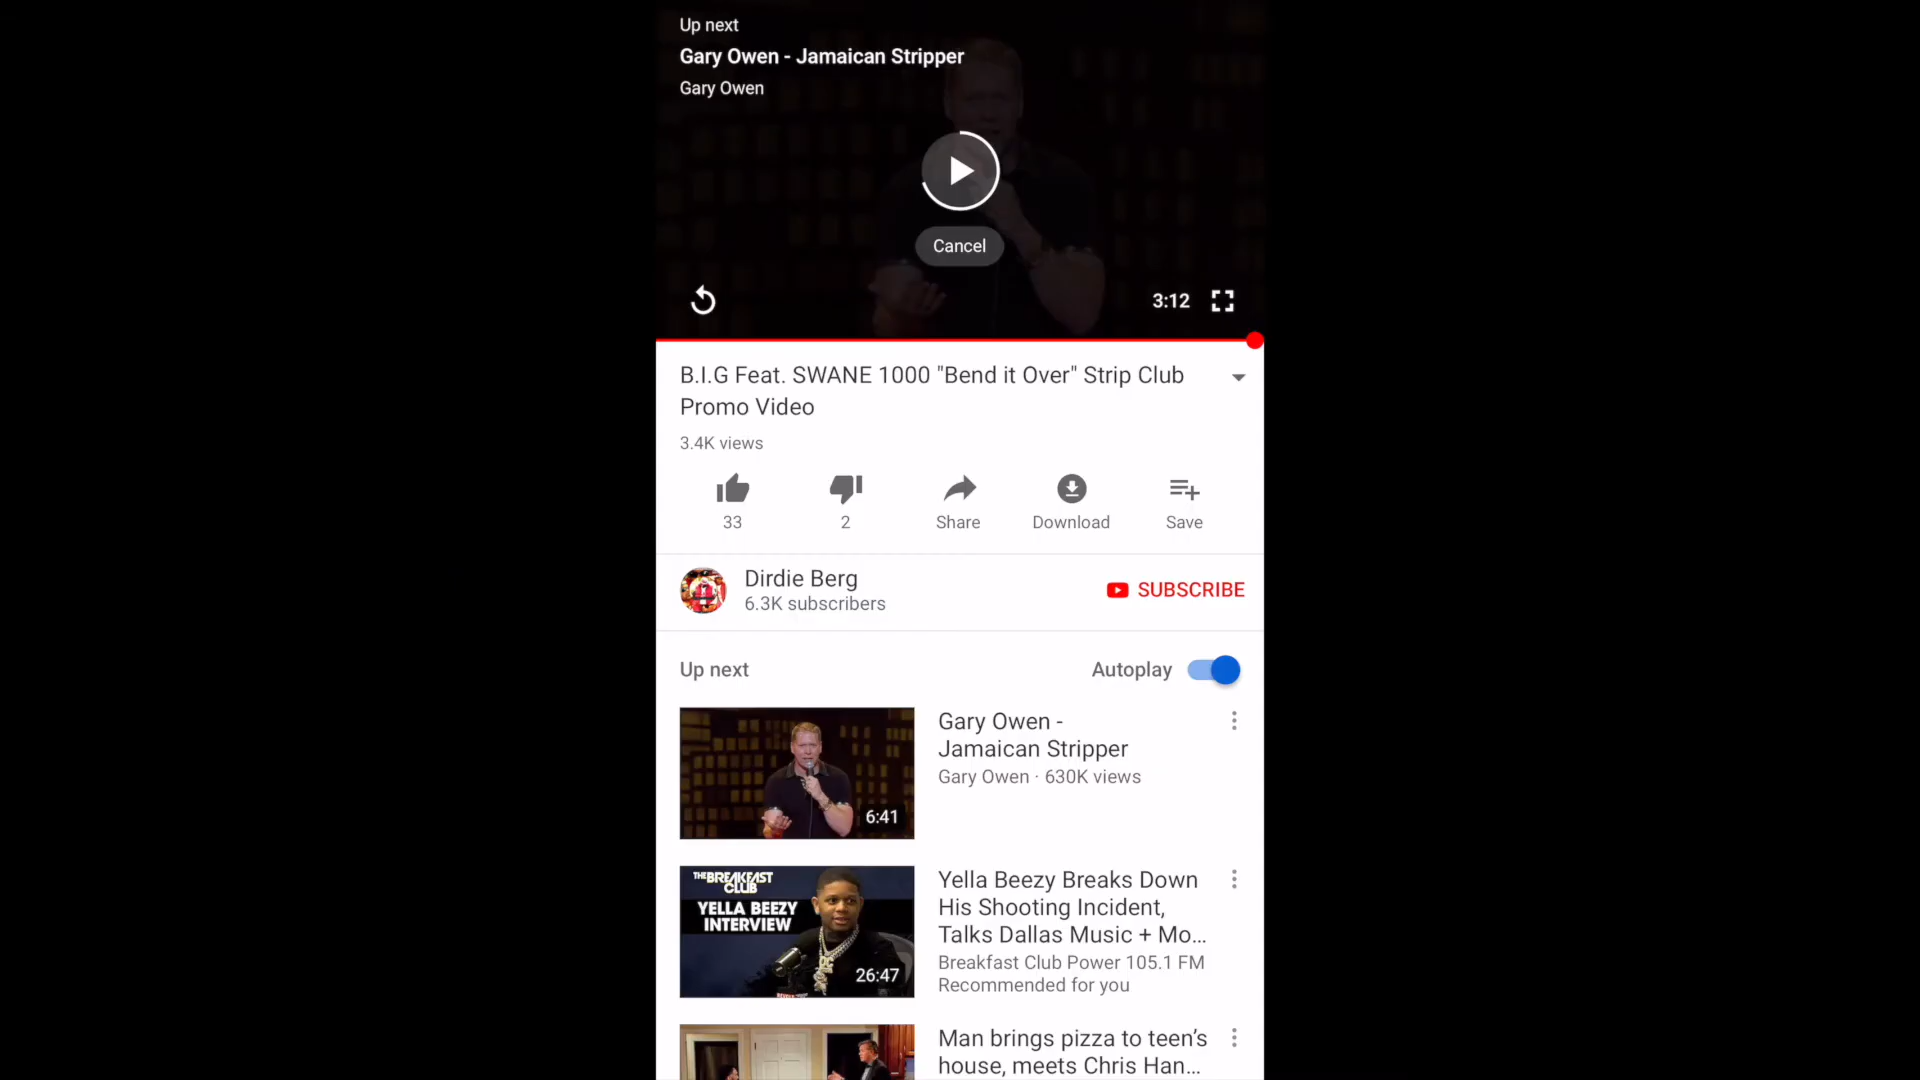 Up next
Gary Owen - Jamaican Stripper
Gary Owen
Cancel
3:12
B.I.G Feat. SWANE 1000 "Bend it Over" Strip Club
Promo Video
3.4K views
33
2
Share
Download
Save
Dirdie Berg
6.3K subscribers
SUBSCRIBE
Up next
Autoplay
6:41
Gary Owen -
Jamaican Stripper
Gary Owen · 630K views
THE BREAKFAST
CLUB
YELLA BEEZY
INTERVIEW
26:47
Yella Beezy Breaks Down
His Shooting Incident,
Talks Dallas Music + Mo...
Breakfast Club Power 105.1 FM
Recommended for you
Man brings pizza to teen’s
house, meets Chris Han...